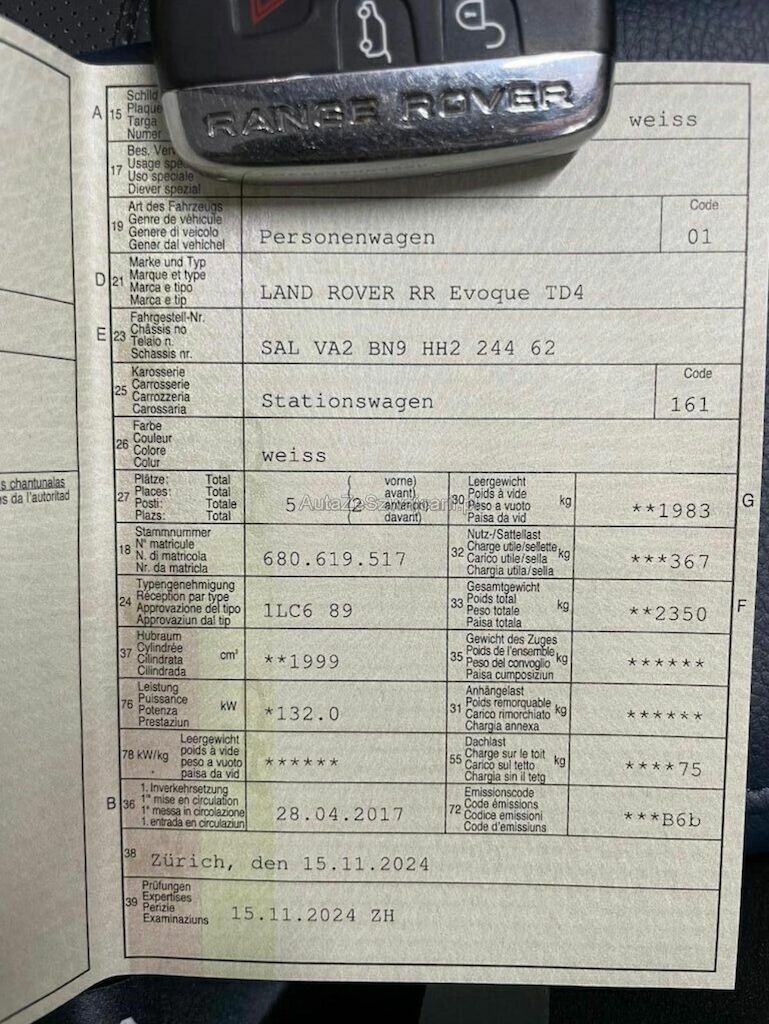 RANGE ROVER
A 15 Schild
Plaque
Targa
Numer
weiss
17 Bes.
Usage
Uso speciale
Diever spezial
19 Art des Fahrzeugs
Genre de véhicule
Genere di veicolo
Gener dal vehichel
Personenwagen
Code
01
D 21 Marke und Typ
Marque et type
Marca e tipo
Marca e tip
LAND ROVER RR Evoque TD4
E 23 Fahrgestell-Nr.
Châssis no
Telaio n.
Schassis nr.
SAL VA2 BN9 HH2 244 62
25 Karosserie
Carrosserie
Carrozzeria
Carossaria
Stationswagen
Code
161
26 Farbe
Couleur
Colore
Colur
weiss
s chantunalas
s da l'autoritad
27 Plätze: Total
Places: Total
Posti: Totale
Plazs: Total
5 ( 2 vorne)
avant)
anteriori)
davant)
30 Leergewicht
Poids à vide
Peso a vuoto
Paisa da vid
kg
**1983
G
18 Stammnummer
N° matricule
N. di matricola
Nr. da matricla
680.619.517
32 Nutz-/Sattellast
Charge utile/sellette
Carico utile/sella
Chargia utila/sella
kg
***367
24 Typengenehmigung
Réception par type
Approvazione del tipo
Approvaziun dal tip
1LC6 89
33 Gesamtgewicht
Poids total
Peso totale
Paisa totala
kg
**2350
F
37 Hubraum
Cylindrée
Cilindrata
Cilindrada
cm³
**1999
35 Gewicht des Zuges
Poids de l'ensemble
Peso del convoglio
Paisa cumposiziun
kg
******
76 Leistung
Puissance
Potenza
Prestaziun
kW
*132.0
31 Anhängelast
Poids remorquable
Carico rimorchiato
Chargia annexa
kg
******
78 kW/kg Leergewicht
poids à vide
peso a vuoto
paisa da vid
******
55 Dachlast
Charge sur le toit
Carico sul tetto
Chargia sin il tetg
kg
****75
B 36 1. Inverkehrsetzung
1re mise en circulation
1a messa in circolazione
1. entrada en circulaziun
28.04.2017
72 Emissionscode
Code émissions
Codice emissioni
Code d'emissiuns
***B6b
38 Zürich, den 15.11.2024
39 Prüfungen
Expertises
Perizie
Examinaziuns
15.11.2024 ZH